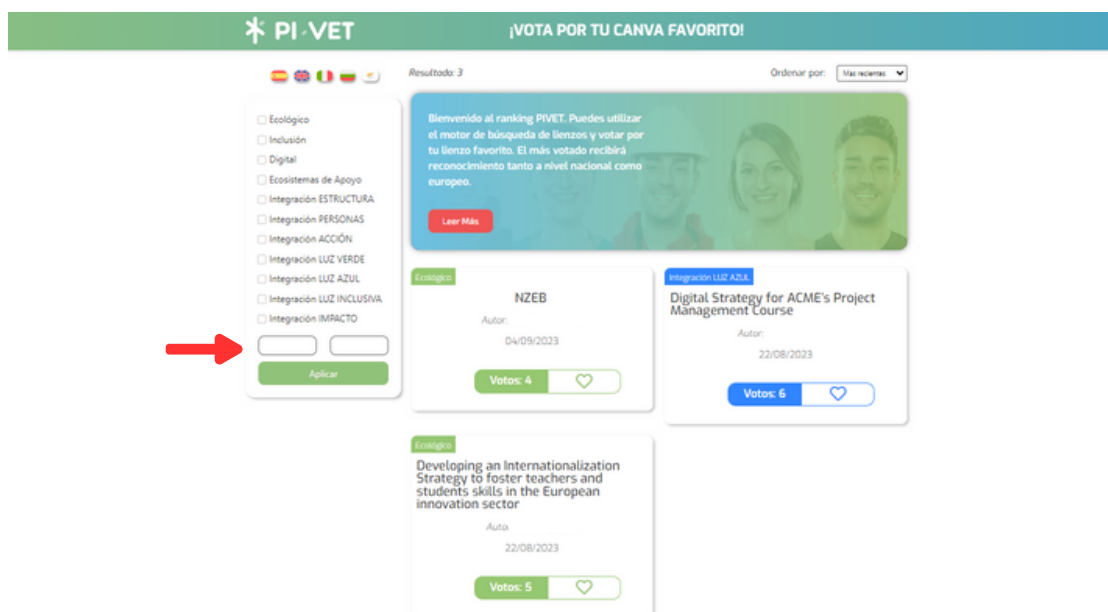 PI·VET
¡VOTA POR TU CANVA FAVORITO!
Resultado: 3
Ordenar por:
Mas recientes
Ecológico
Inclusión
Digital
Ecosistemas de Apoyo
Integración ESTRUCTURA
Integración PERSONAS
Integración ACCIÓN
Integración LUZ VERDE
Integración LUZ AZUL
Integración LUZ INCLUSIVA
Integración IMPACTO
Aplicar
Bienvenido al ranking PIVET. Puedes utilizar
el motor de búsqueda de lienzos y votar por
tu lienzo favorito. El más votado recibirá
reconocimiento tanto a nivel nacional como
europeo.
Leer Más
Ecológico
NZEB
Autor:
04/09/2023
Votos: 4
Integración LUZ AZUL
Digital Strategy for ACME's Project
Management Course
Autor:
22/08/2023
Votos: 6
Ecológico
Developing an Internationalization
Strategy to foster teachers and
students skills in the European
innovation sector
Auto
22/08/2023
Votos: 5